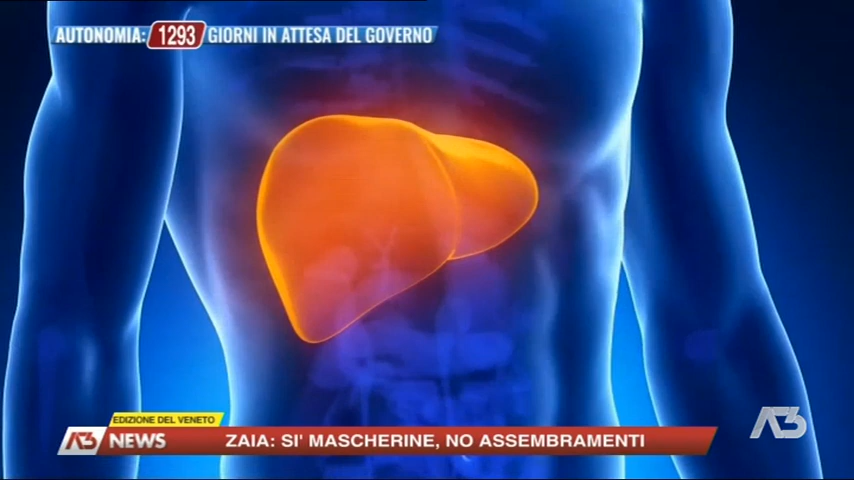 AUTONOMIA: 1293 GIORNI IN ATTESA DEL GOVERNO
EDIZIONE DEL VENETO
A3 NEWS ZAIA: SI' MASCHERINE, NO ASSEMBRAMENTI
A3